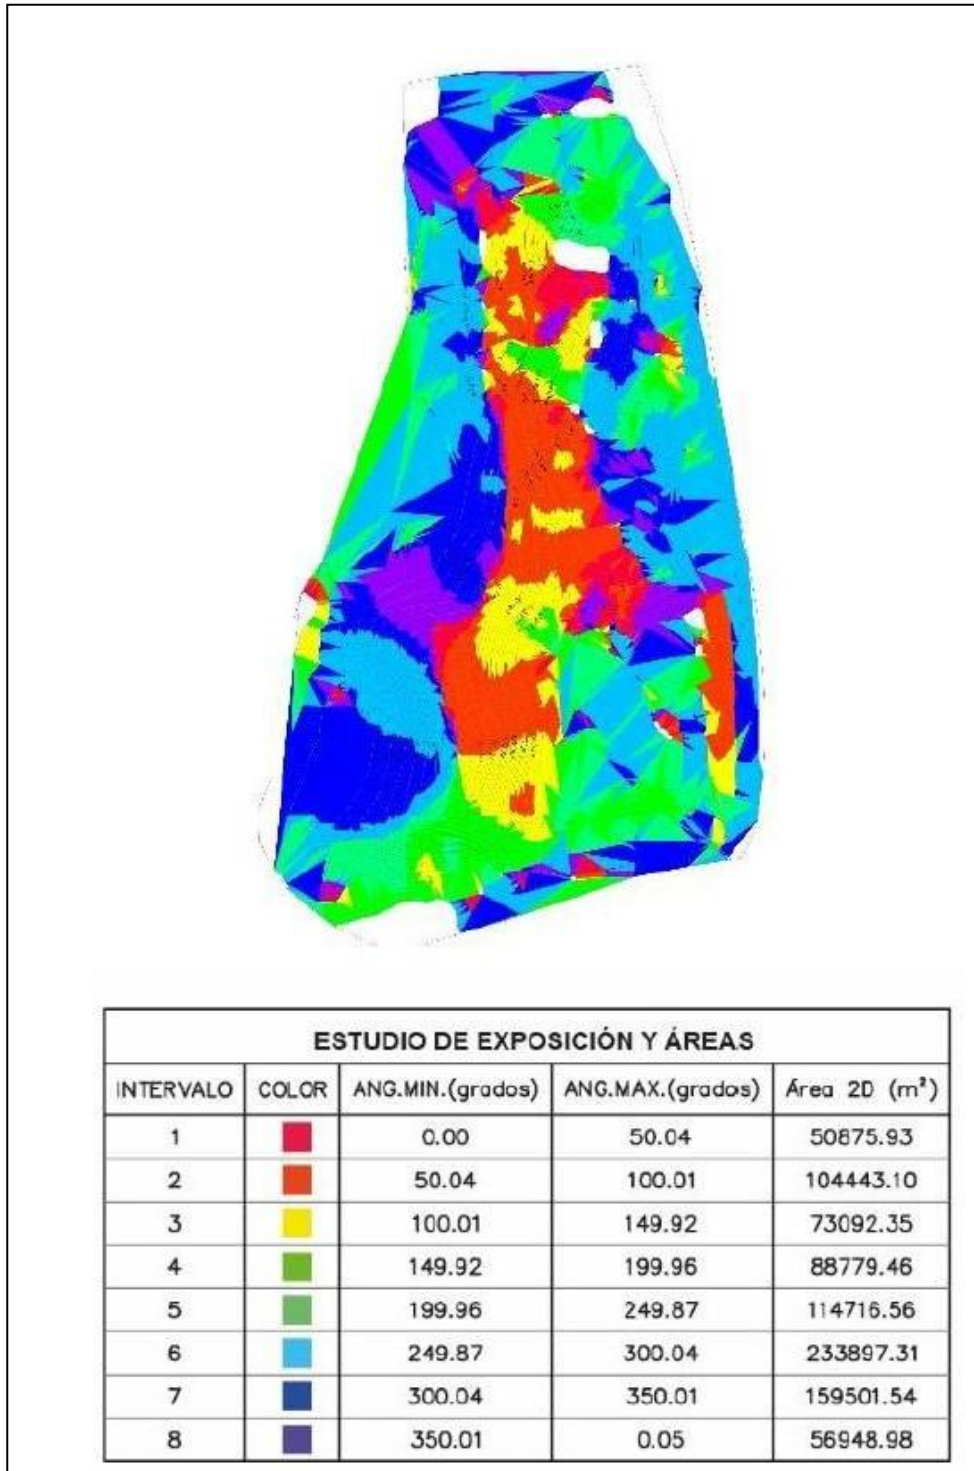 ESTUDIO DE EXPOSICIÓN Y ÁREAS
INTERVALO COLOR ANG.MIN.(grados) ANG.MAX.(grados) Área 2D (m²)
1 0.00 50.04 50875.93
2 50.04 100.01 104443.10
3 100.01 149.92 73092.35
4 149.92 199.96 88779.46
5 199.96 249.87 114716.56
6 249.87 300.04 233897.31
7 300.04 350.01 159501.54
8 350.01 0.05 56948.98